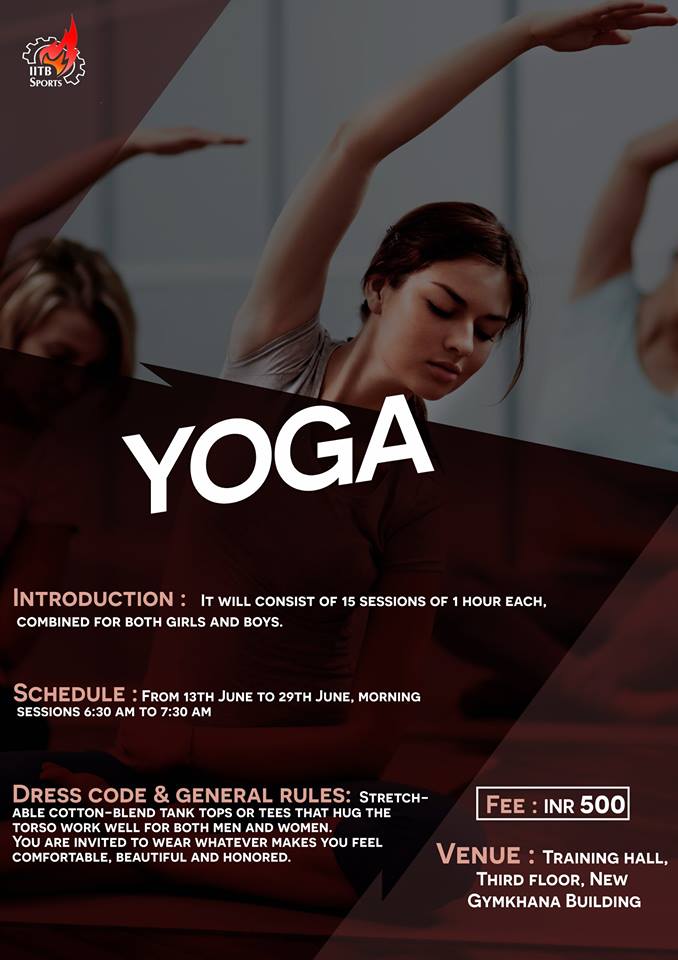 IITB
SPORTS
YOGA
INTRODUCTION : IT WILL CONSIST OF 15 SESSIONS OF 1 HOUR EACH,
COMBINED FOR BOTH GIRLS AND BOYS.
SCHEDULE : FROM 13TH JUNE TO 29TH JUNE, MORNING
SESSIONS 6:30 AM TO 7:30 AM
DRESS CODE & GENERAL RULES: STRETCH-
ABLE COTTON-BLEND TANK TOPS OR TEES THAT HUG THE
TORSO WORK WELL FOR BOTH MEN AND WOMEN.
YOU ARE INVITED TO WEAR WHATEVER MAKES YOU FEEL
COMFORTABLE, BEAUTIFUL AND HONORED.
FEE : INR 500
VENUE : TRAINING HALL,
THIRD FLOOR, NEW
GYMKHANA BUILDING